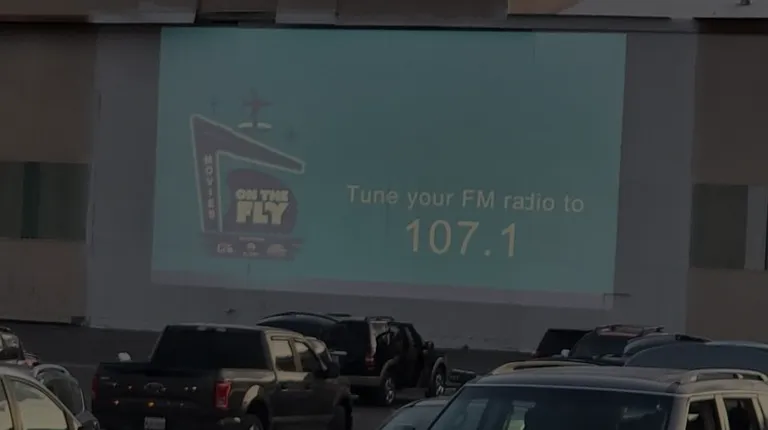 MOVIES
ON THE
FLY
Tune your FM radio to
107.1